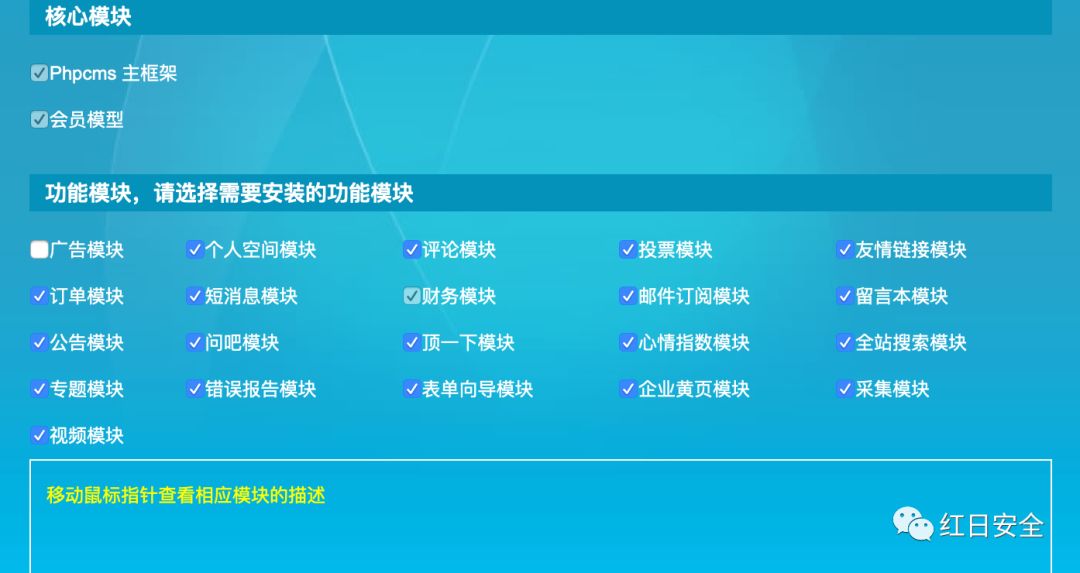 核心模块
Phpcms 主框架
会员模型
功能模块，请选择需要安装的功能模块
广告模块 个人空间模块 评论模块 投票模块 友情链接模块
订单模块 短消息模块 财务模块 邮件订阅模块 留言本模块
公告模块 问吧模块 顶一下模块 心情指数模块 全站搜索模块
专题模块 错误报告模块 表单向导模块 企业黄页模块 采集模块
视频模块
移动鼠标指针查看相应模块的描述
红日安全